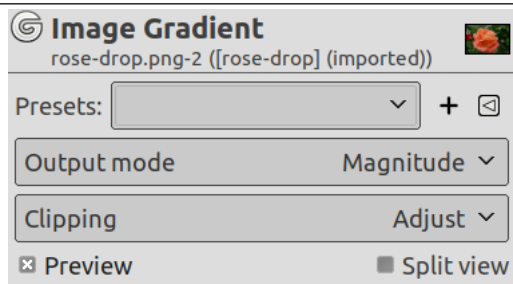 Image Gradient
rose-drop.png-2 ([rose-drop] (imported))
Presets:
Output mode Magnitude
Clipping Adjust
Preview Split view